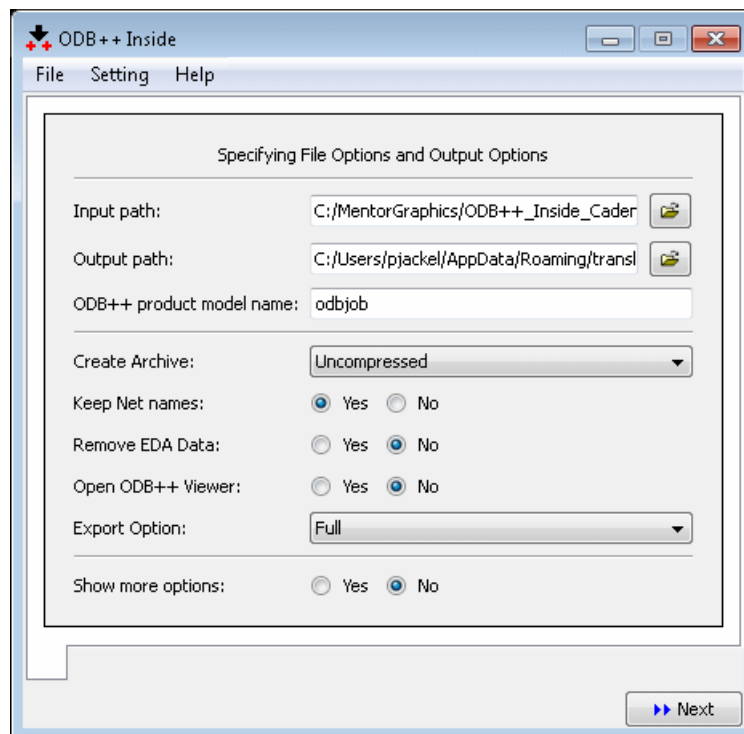 ODB++ Inside
File Setting Help
Specifying File Options and Output Options
Input path: C:/MentorGraphics/ODB++_Inside_Cader
Output path: C:/Users/pjackel/AppData/Roaming/transl
ODB++ product model name: odbjob
Create Archive: Uncompressed
Keep Net names: Yes No
Remove EDA Data: Yes No
Open ODB++ Viewer: Yes No
Export Option: Full
Show more options: Yes No
Next